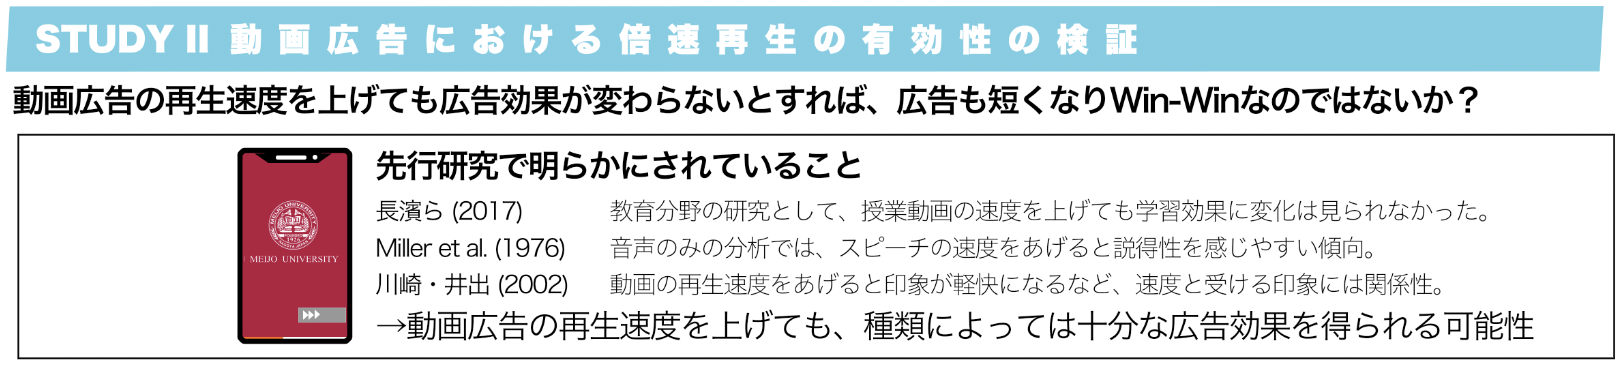 STUDY II 動画広告における倍速再生の有効性の検証
動画広告の再生速度を上げても広告効果が変わらないとすれば、広告も短くなりWin-Winなのではないか？
先行研究で明らかにされていること
長濱ら (2017) 教育分野の研究として、授業動画の速度を上げても学習効果に変化は見られなかった。
Miller et al. (1976) 音声のみの分析では、スピーチの速度をあげると説得性を感じやすい傾向。
川崎・井出 (2002) 動画の再生速度をあげると印象が軽快になるなど、速度と受ける印象には関係性。
→動画広告の再生速度を上げても、種類によっては十分な広告効果を得られる可能性
MEIJO UNIVERSITY